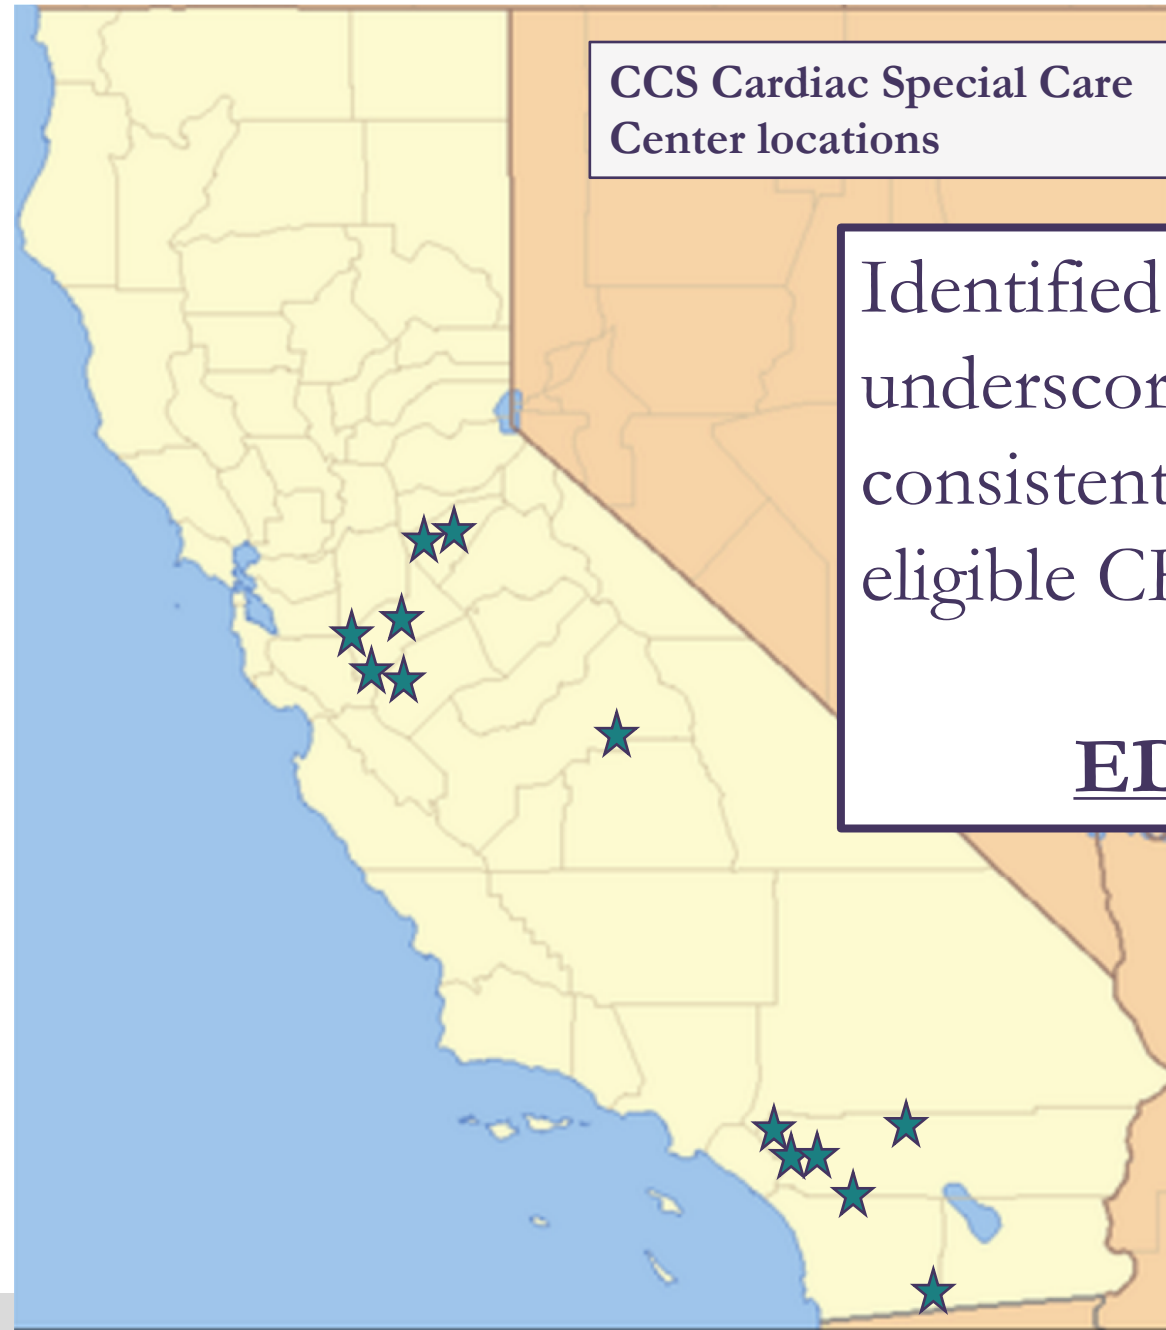 CCS Cardiac Special Care
Center locations
Identified
underscor
consistent
eligible